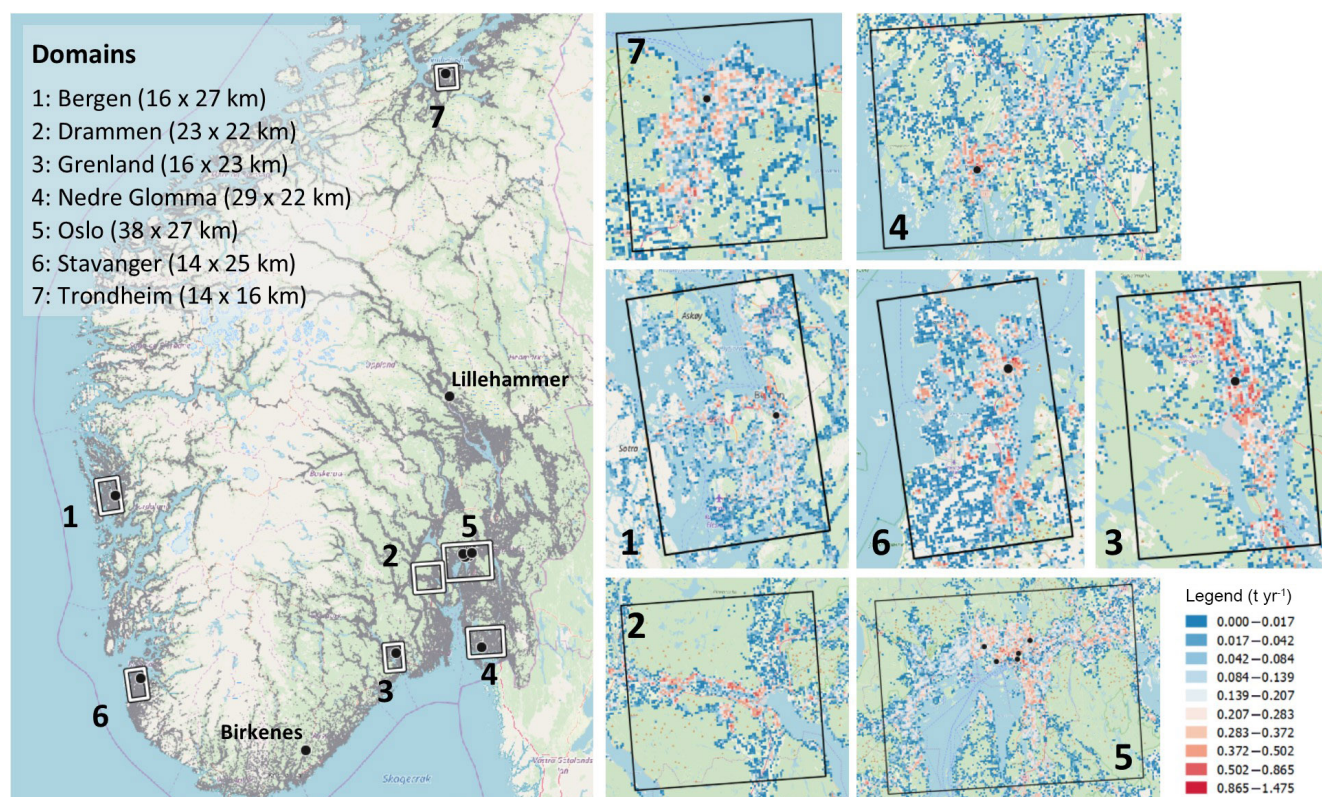 Domains
1: Bergen (16 x 27 km)
2: Drammen (23 x 22 km)
3: Grenland (16 x 23 km)
4: Nedre Glomma (29 x 22 km)
5: Oslo (38 x 27 km)
6: Stavanger (14 x 25 km)
7: Trondheim (14 x 16 km)
7
Oppland
Lillehammer
Buskerud
1
5
2
3
4
6
Birkenes
Skagerrak
7
4
Askøy
Sotra
1
6
3
2
5
Legend (t yr⁻¹)
0.000–0.017
0.017–0.042
0.042–0.084
0.084–0.139
0.139–0.207
0.207–0.283
0.283–0.372
0.372–0.502
0.502–0.865
0.865–1.475